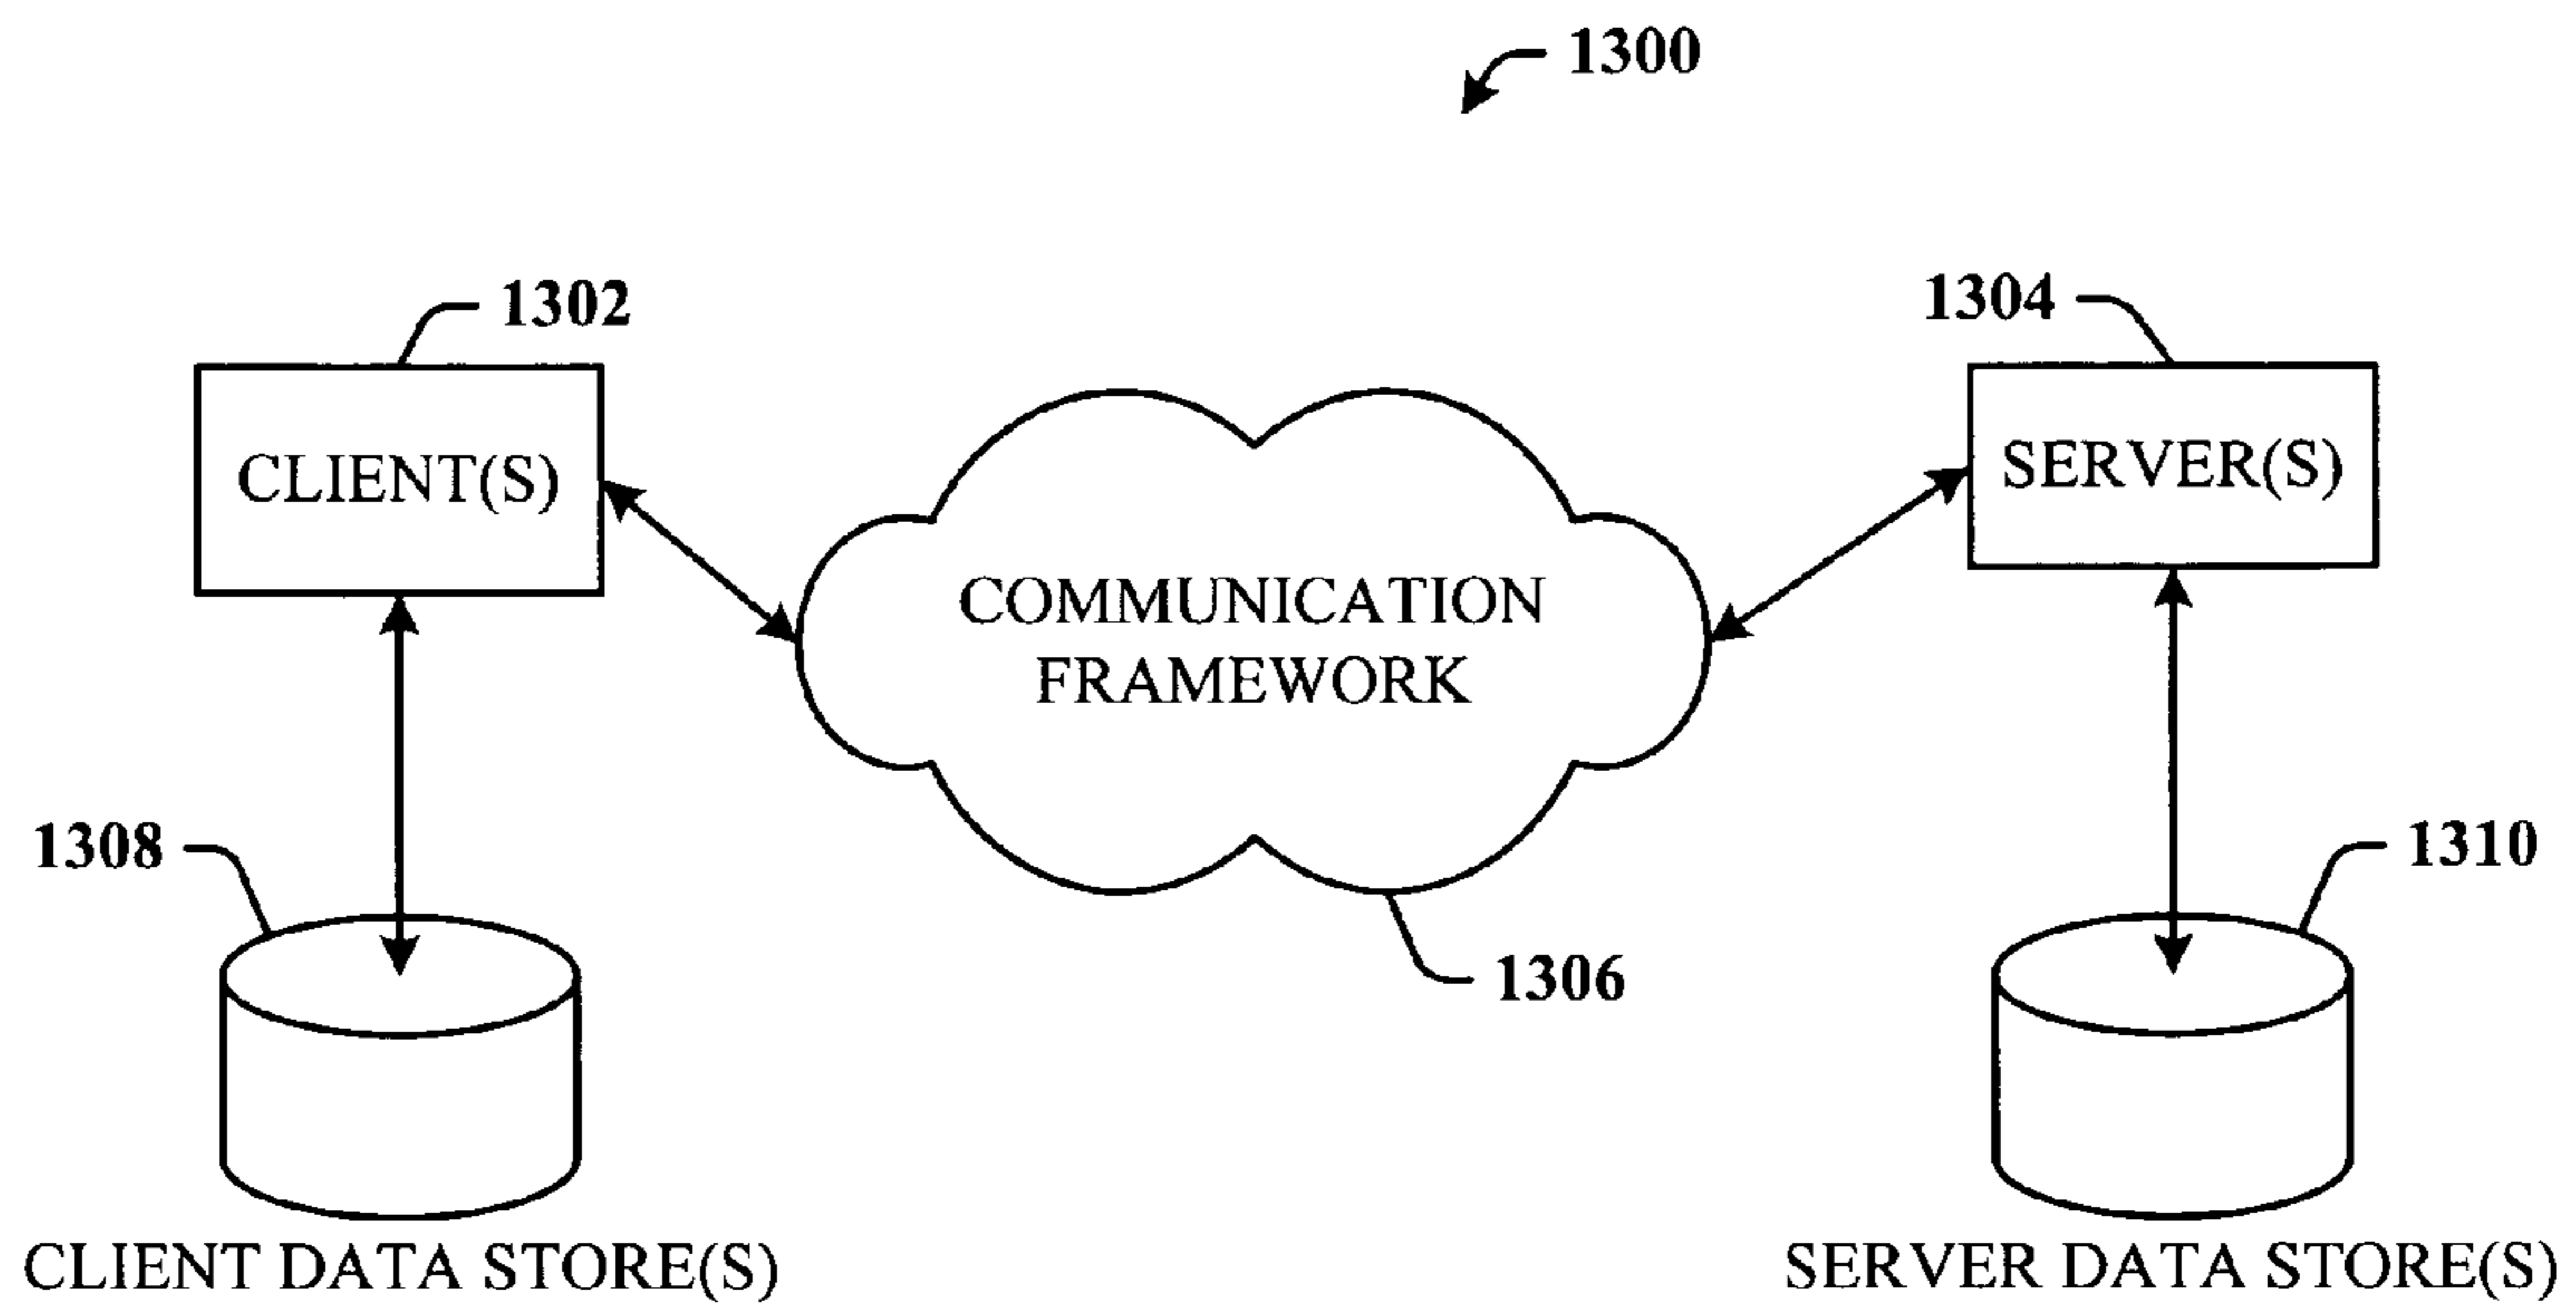 1300
1302
1304
CLIENT(S)
SERVER(S)
COMMUNICATION
FRAMEWORK
1308
1310
1306
CLIENT DATA STORE(S)
SERVER DATA STORE(S)